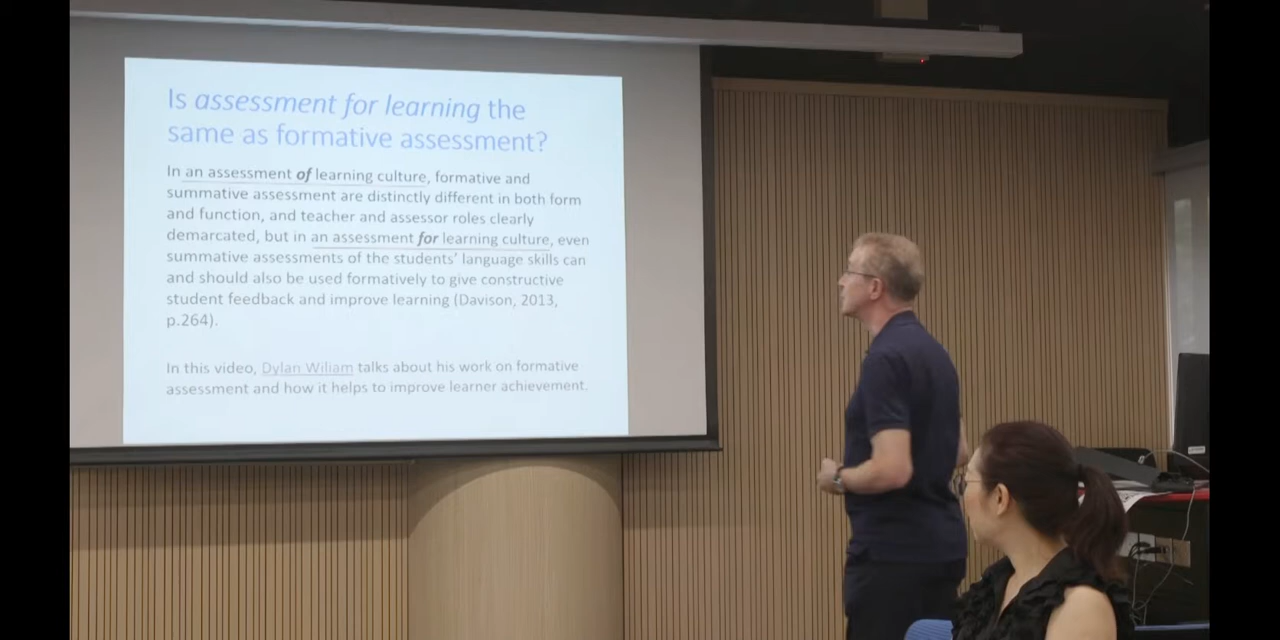 Is assessment for learning the
same as formative assessment?
In an assessment of learning culture, formative and
summative assessment are distinctly different in both form
and function, and teacher and assessor roles clearly
demarcated, but in an assessment for learning culture, even
summative assessments of the students' language skills can
and should also be used formatively to give constructive
student feedback and improve learning (Davison, 2013,
p.264).
In this video, Dylan Wiliam talks about his work on formative
assessment and how it helps to improve learner achievement.